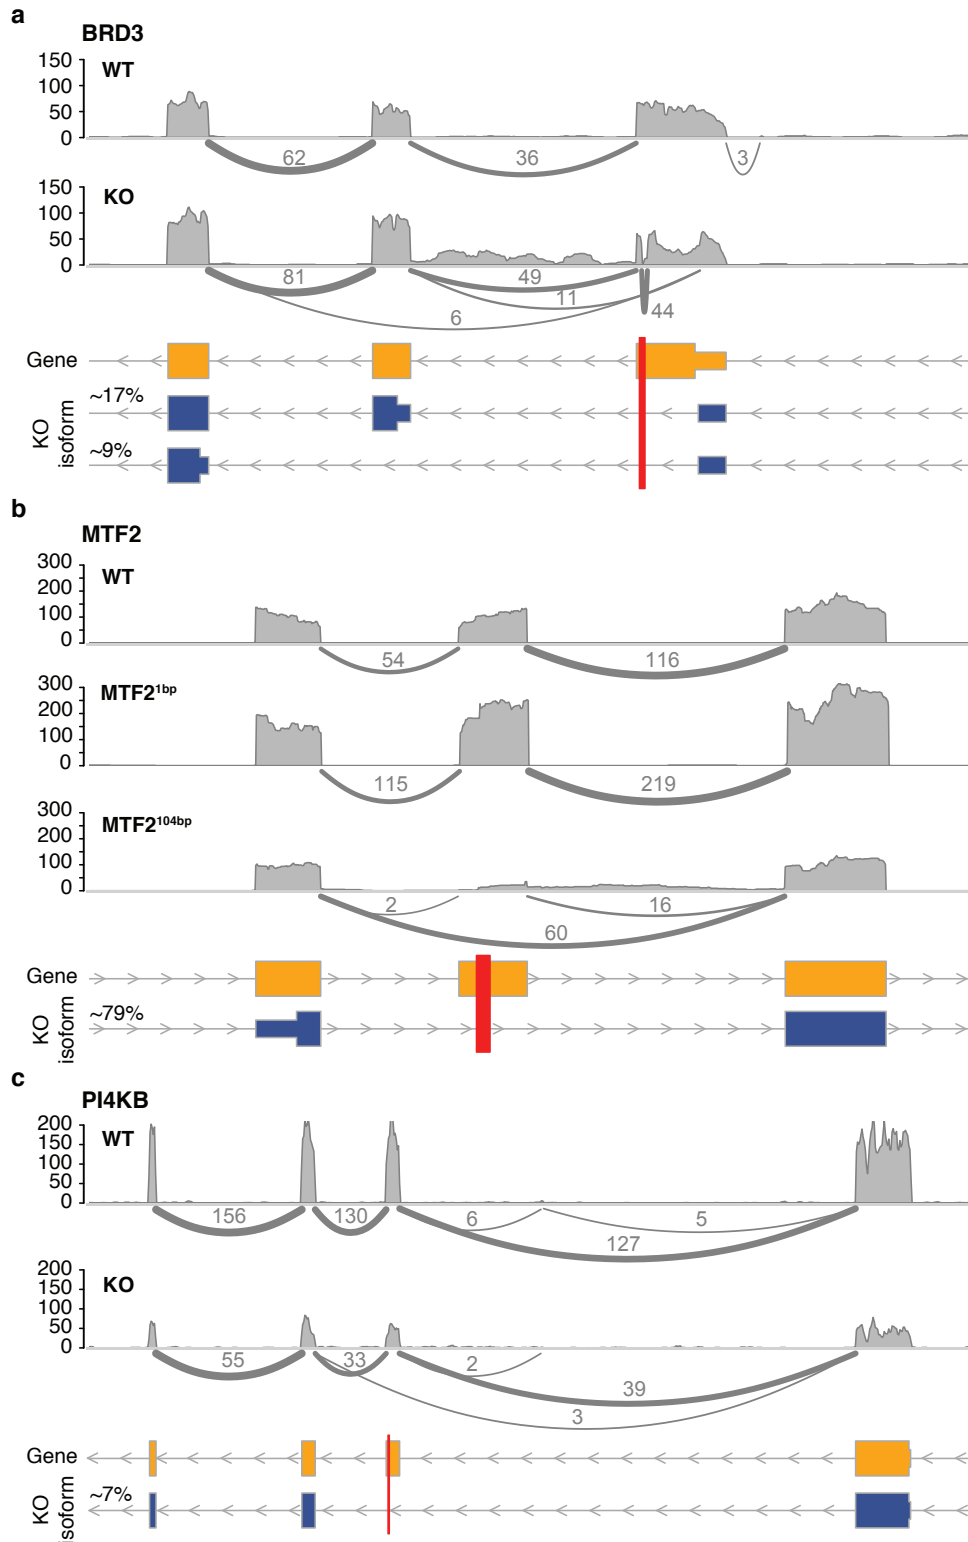 a
BRD3
WT
150
100
50
0
62
36
3
KO
150
100
50
0
81
49
11
6
44
Gene
KO
isoform
~17%
~9%
b
MTF2
WT
300
200
100
0
54
116
MTF2¹ᵇᵖ
300
200
100
0
115
219
MTF2¹⁰⁴ᵇᵖ
300
200
100
0
2
16
60
Gene
KO
isoform
~79%
c
PI4KB
WT
200
150
100
50
0
156
130
6
5
127
KO
200
150
100
50
0
55
33
2
39
3
Gene
KO
isoform
~7%